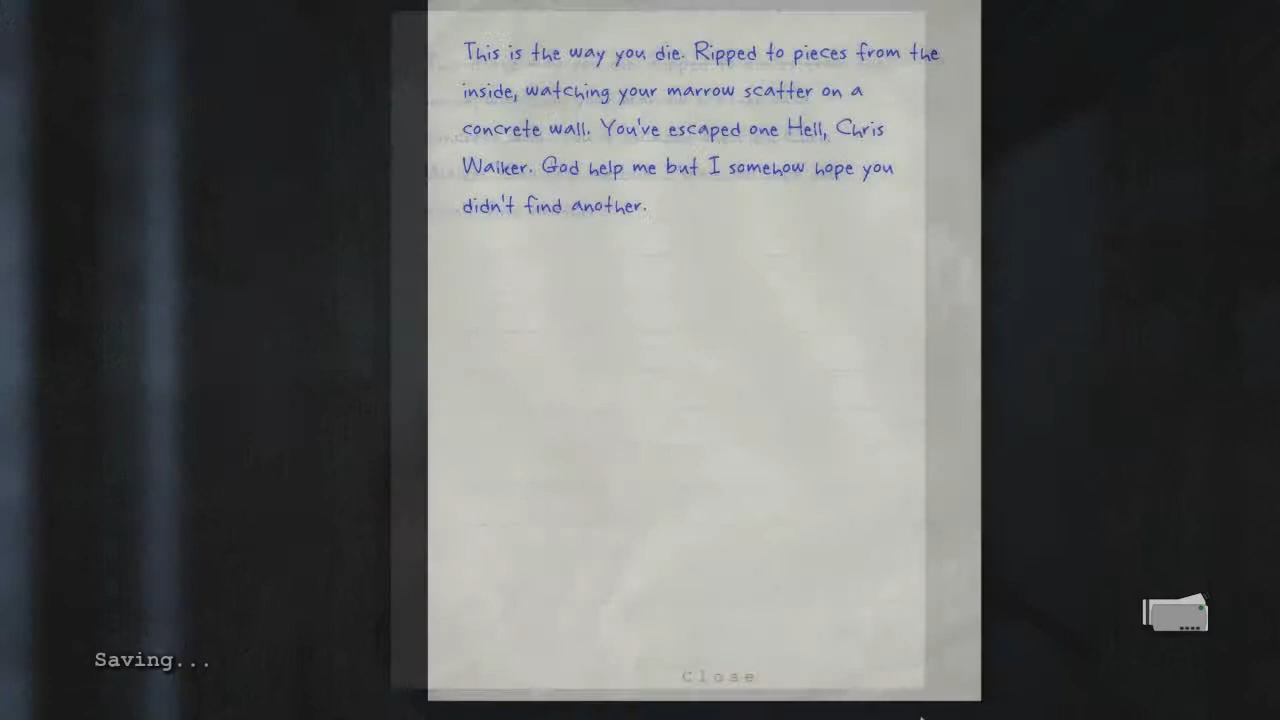 This is the way you die. Ripped to pieces from the
inside, watching your marrow scatter on a
concrete wall. You've escaped one Hell, Chris
Walker. God help me but I somehow hope you
didn't find another.
Close
Saving...